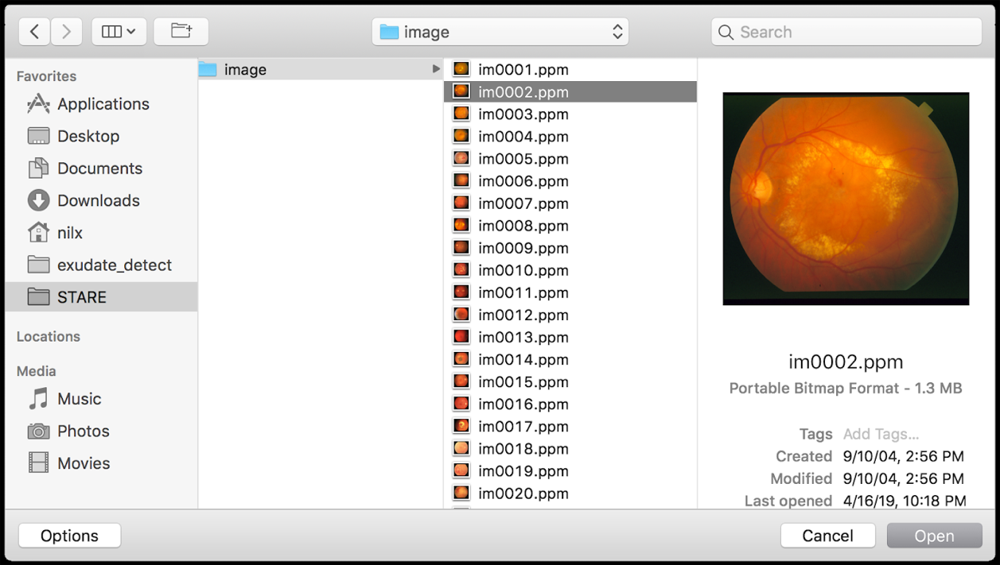 image
Search
Favorites
Applications
Desktop
Documents
Downloads
nilx
exudate_detect
STARE
Locations
Media
Music
Photos
Movies
image
im0001.ppm
im0002.ppm
im0003.ppm
im0004.ppm
im0005.ppm
im0006.ppm
im0007.ppm
im0008.ppm
im0009.ppm
im0010.ppm
im0011.ppm
im0012.ppm
im0013.ppm
im0014.ppm
im0015.ppm
im0016.ppm
im0017.ppm
im0018.ppm
im0019.ppm
im0020.ppm
im0002.ppm
Portable Bitmap Format - 1.3 MB
Tags Add Tags...
Created 9/10/04, 2:56 PM
Modified 9/10/04, 2:56 PM
Last opened 4/16/19, 10:18 PM
Options
Cancel
Open